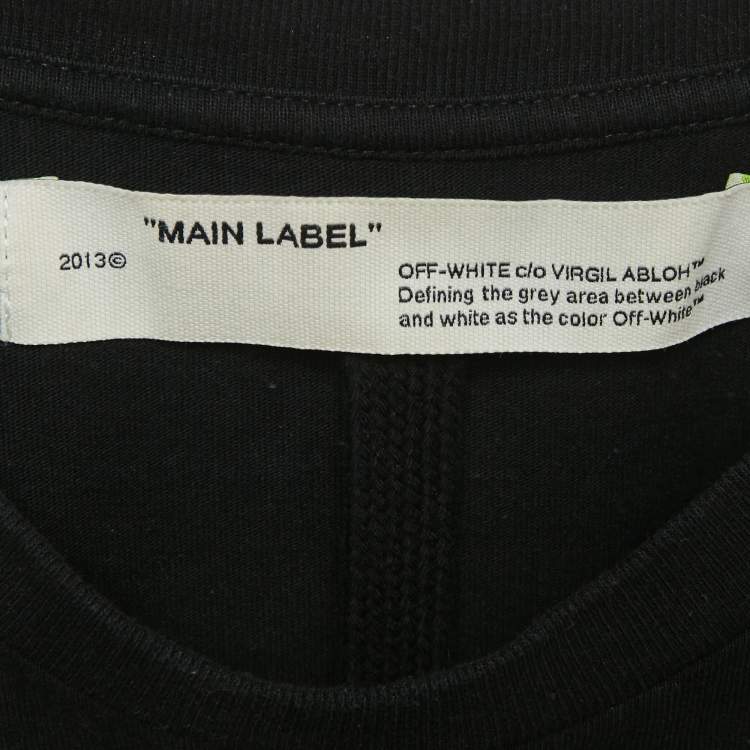 "MAIN LABEL"
2013©
OFF-WHITE c/o VIRGIL ABLOH™
Defining the grey area between black
and white as the color Off-White™